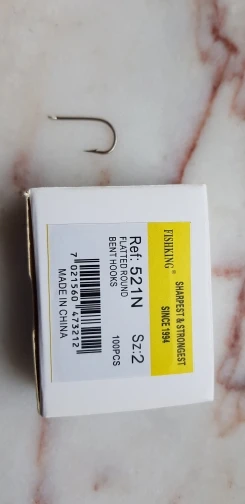 FISHKING®
SHARPEST & STRONGEST
SINCE 1994
Ref: 521N Sz:2
FLATTED ROUND
BENT HOOKS
100PCS
7 021560 473212
MADE IN CHINA